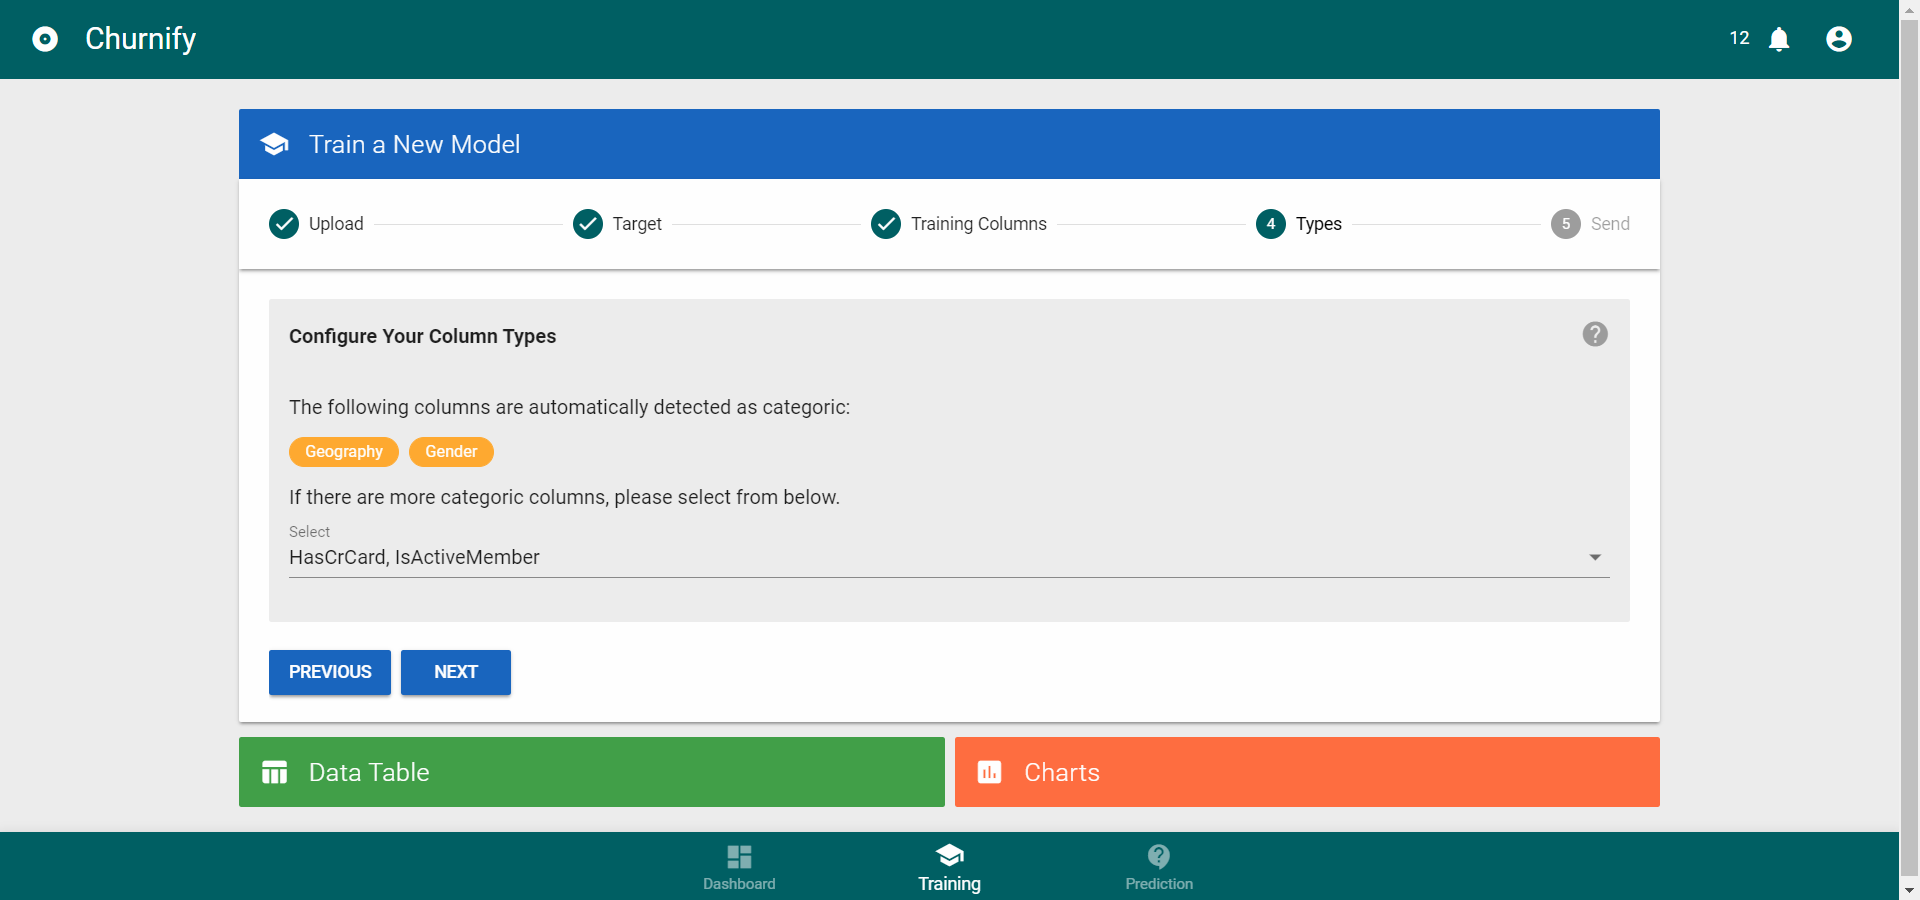 Churnify
12
Train a New Model
Upload
Target
Training Columns
4 Types
5 Send
Configure Your Column Types
?
The following columns are automatically detected as categoric:
Geography Gender
If there are more categoric columns, please select from below.
Select
HasCrCard, IsActiveMember
PREVIOUS NEXT
Data Table
Charts
Dashboard
Training
Prediction